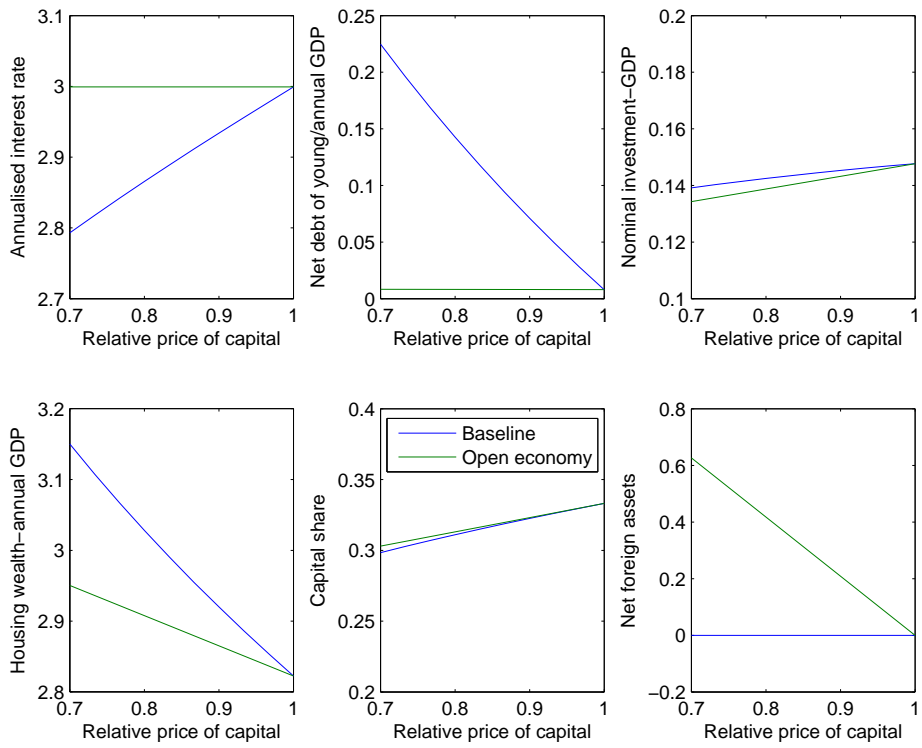 Annualised interest rate
3.1
3
2.9
2.8
2.7
0.7 0.8 0.9 1
Relative price of capital
Net debt of young/annual GDP
0.25
0.2
0.15
0.1
0.05
0
0.7 0.8 0.9 1
Relative price of capital
Nominal investment−GDP
0.2
0.18
0.16
0.14
0.12
0.1
0.7 0.8 0.9 1
Relative price of capital
Housing wealth−annual GDP
3.2
3.1
3
2.9
2.8
0.7 0.8 0.9 1
Relative price of capital
Capital share
0.4
0.35
0.3
0.25
0.2
Baseline
Open economy
0.7 0.8 0.9 1
Relative price of capital
Net foreign assets
0.8
0.6
0.4
0.2
0
−0.2
0.7 0.8 0.9 1
Relative price of capital